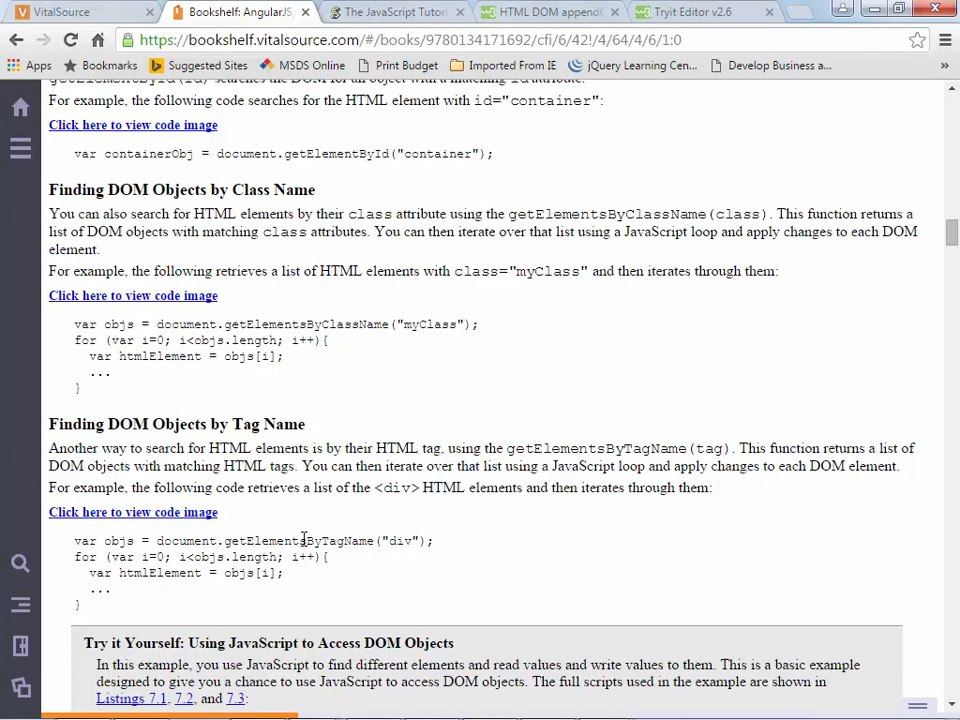 VitalSource
Bookshelf: AngularJS,
The JavaScript Tutori
HTML DOM appendC
Tryit Editor v2.6
https://bookshelf.vitalsource.com/#/books/9780134171692/cfi/6/42!/4/64/4/6/1:0
Apps Bookmarks Suggested Sites MSDS Online Print Budget Imported From IE jQuery Learning Cen... Develop Business a... »
getElementById(id) searches the DOM for an object with a matching id attribute.
For example, the following code searches for the HTML element with id="container":
Click here to view code image
var containerObj = document.getElementById("container");
Finding DOM Objects by Class Name
You can also search for HTML elements by their class attribute using the getElementsByClassName(class). This function returns a
list of DOM objects with matching class attributes. You can then iterate over that list using a JavaScript loop and apply changes to each DOM
element.
For example, the following retrieves a list of HTML elements with class="myClass" and then iterates through them:
Click here to view code image
var objs = document.getElementsByClassName("myClass");
for (var i=0; i<objs.length; i++){
var htmlElement = objs[i];
...
}
Finding DOM Objects by Tag Name
Another way to search for HTML elements is by their HTML tag, using the getElementsByTagName(tag). This function returns a list of
DOM objects with matching HTML tags. You can then iterate over that list using a JavaScript loop and apply changes to each DOM element.
For example, the following code retrieves a list of the <div> HTML elements and then iterates through them:
Click here to view code image
var objs = document.getElementsByTagName("div");
for (var i=0; i<objs.length; i++){
var htmlElement = objs[i];
...
}
Try it Yourself: Using JavaScript to Access DOM Objects
In this example, you use JavaScript to find different elements and read values and write values to them. This is a basic example
designed to give you a chance to use JavaScript to access DOM objects. The full scripts used in the example are shown in
Listings 7.1, 7.2, and 7.3: